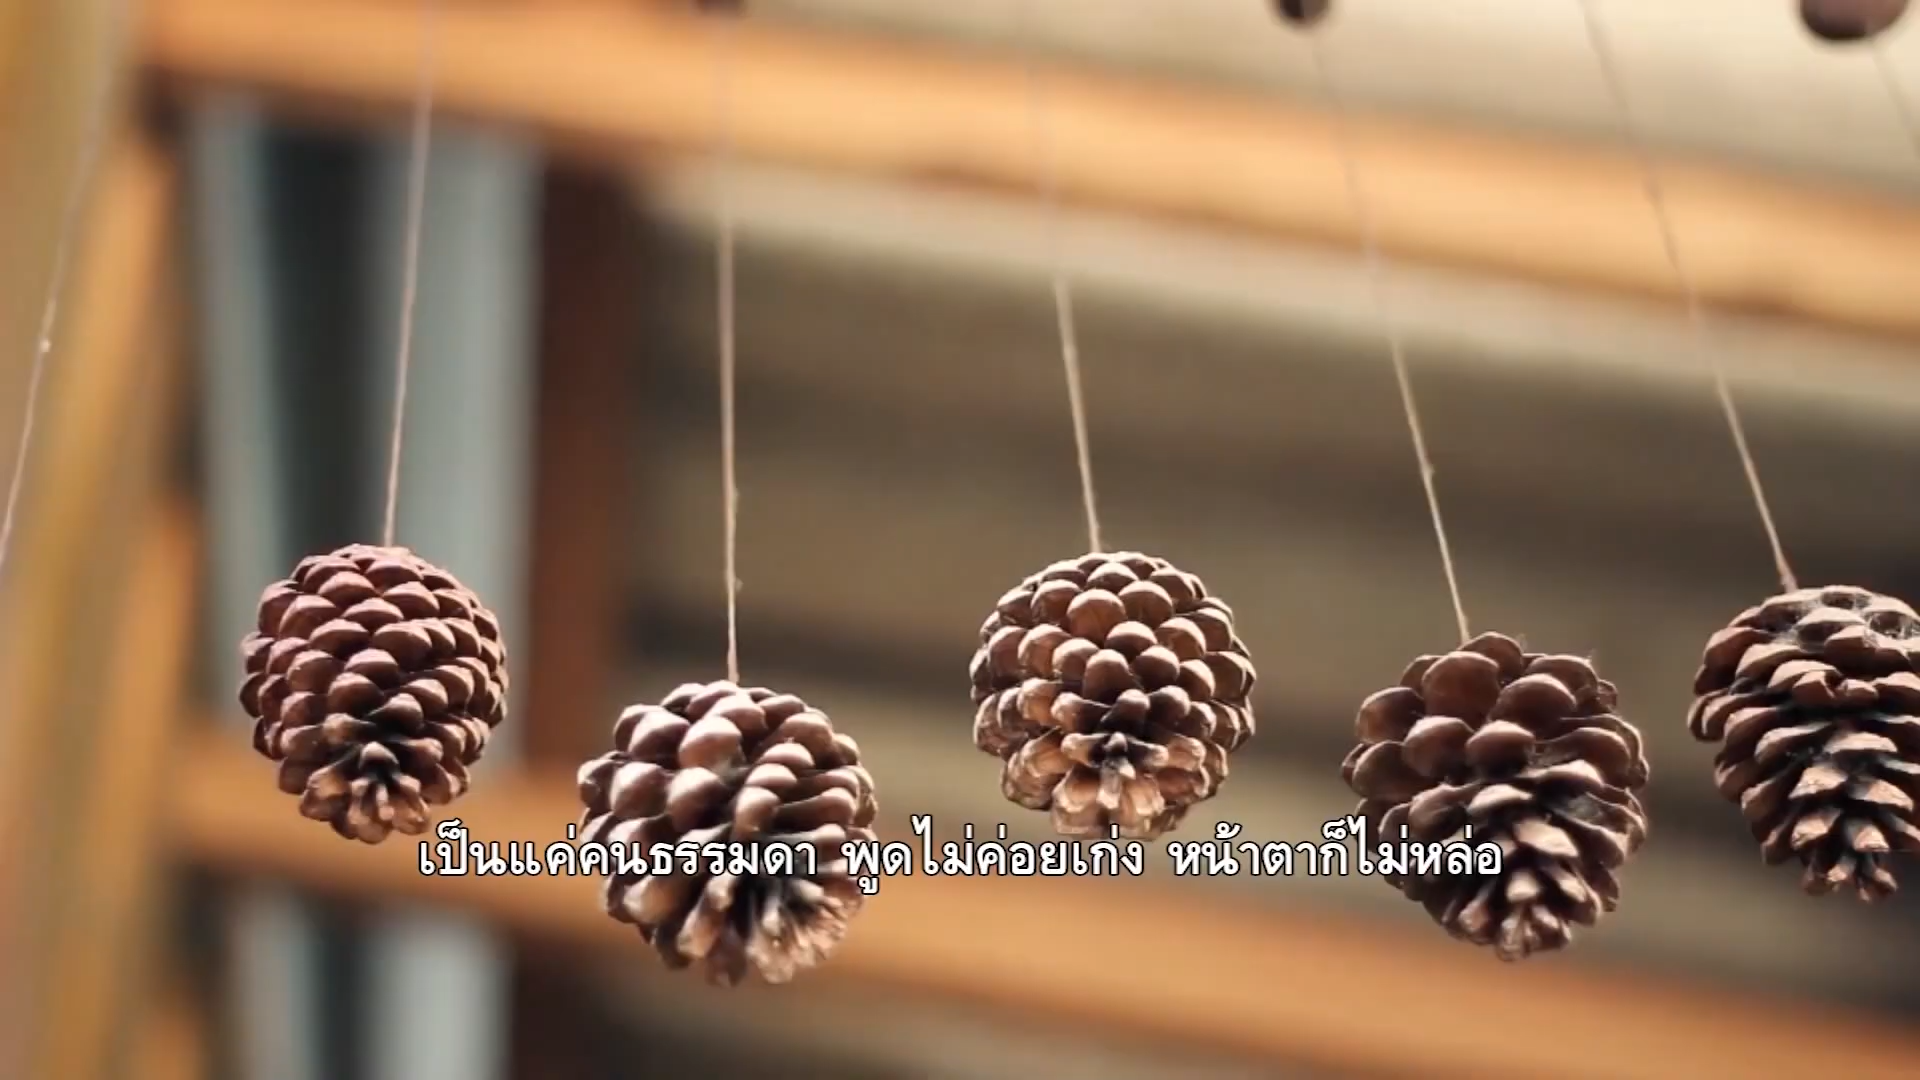 เป็นแค่คนธรรมดา พูดไม่ค่อยเก่ง หน้าตาก็ไม่หล่อ